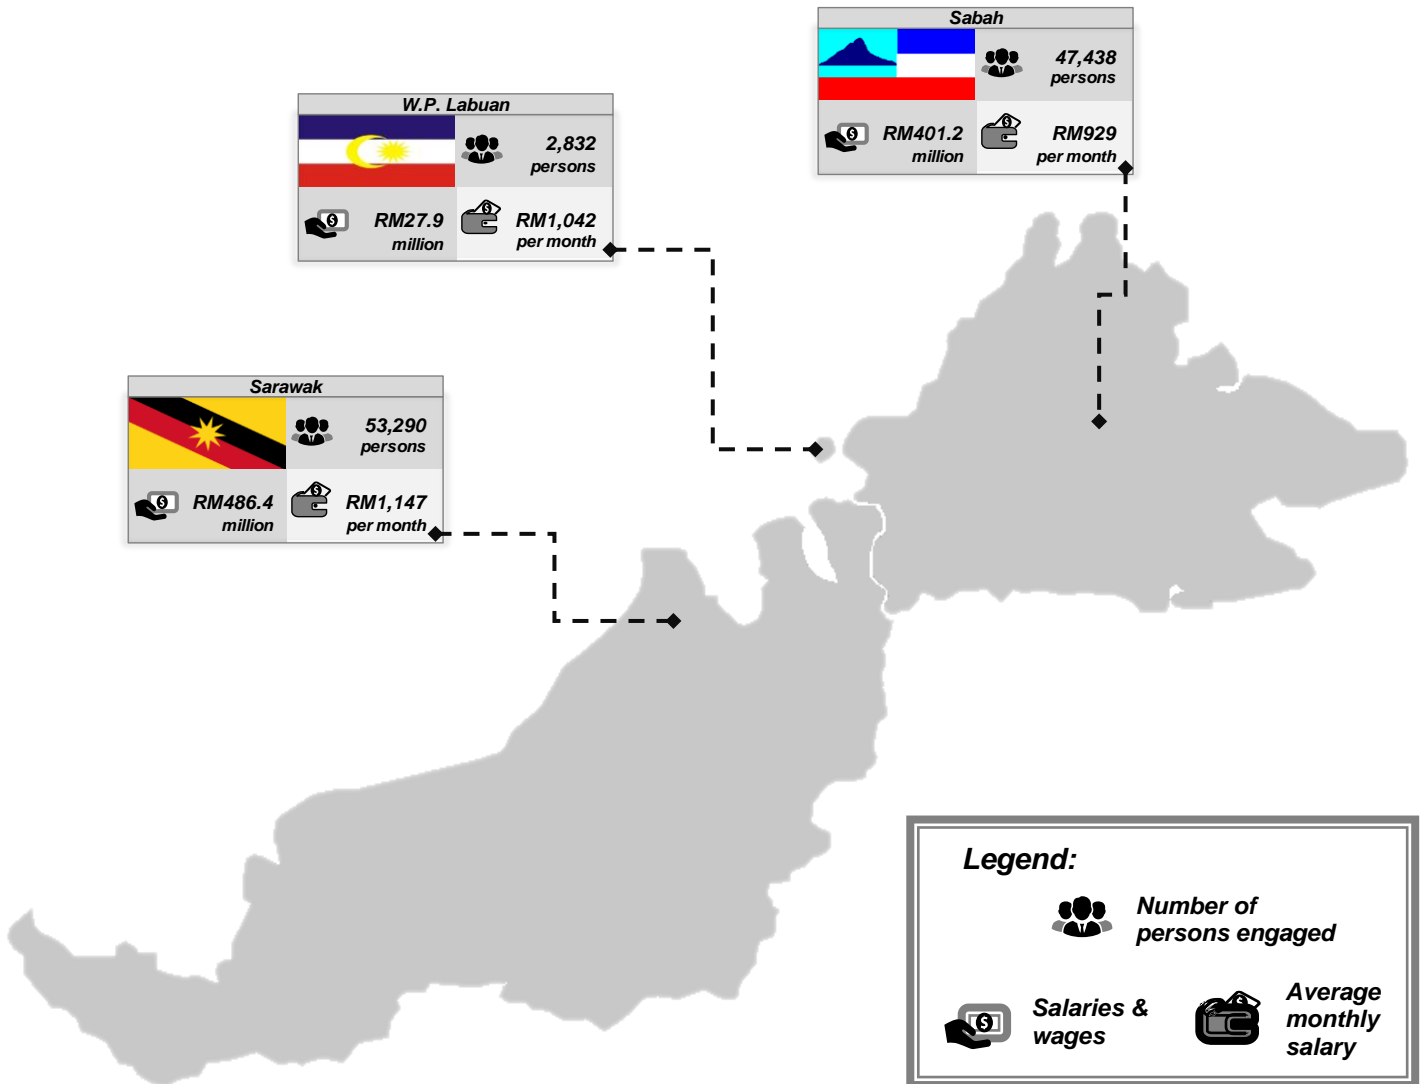 Sabah
47,438
persons
RM401.2
million
RM929
per month
W.P. Labuan
2,832
persons
RM27.9
million
RM1,042
per month
Sarawak
53,290
persons
RM486.4
million
RM1,147
per month
Legend:
Number of
persons engaged
Salaries &
wages
Average
monthly
salary